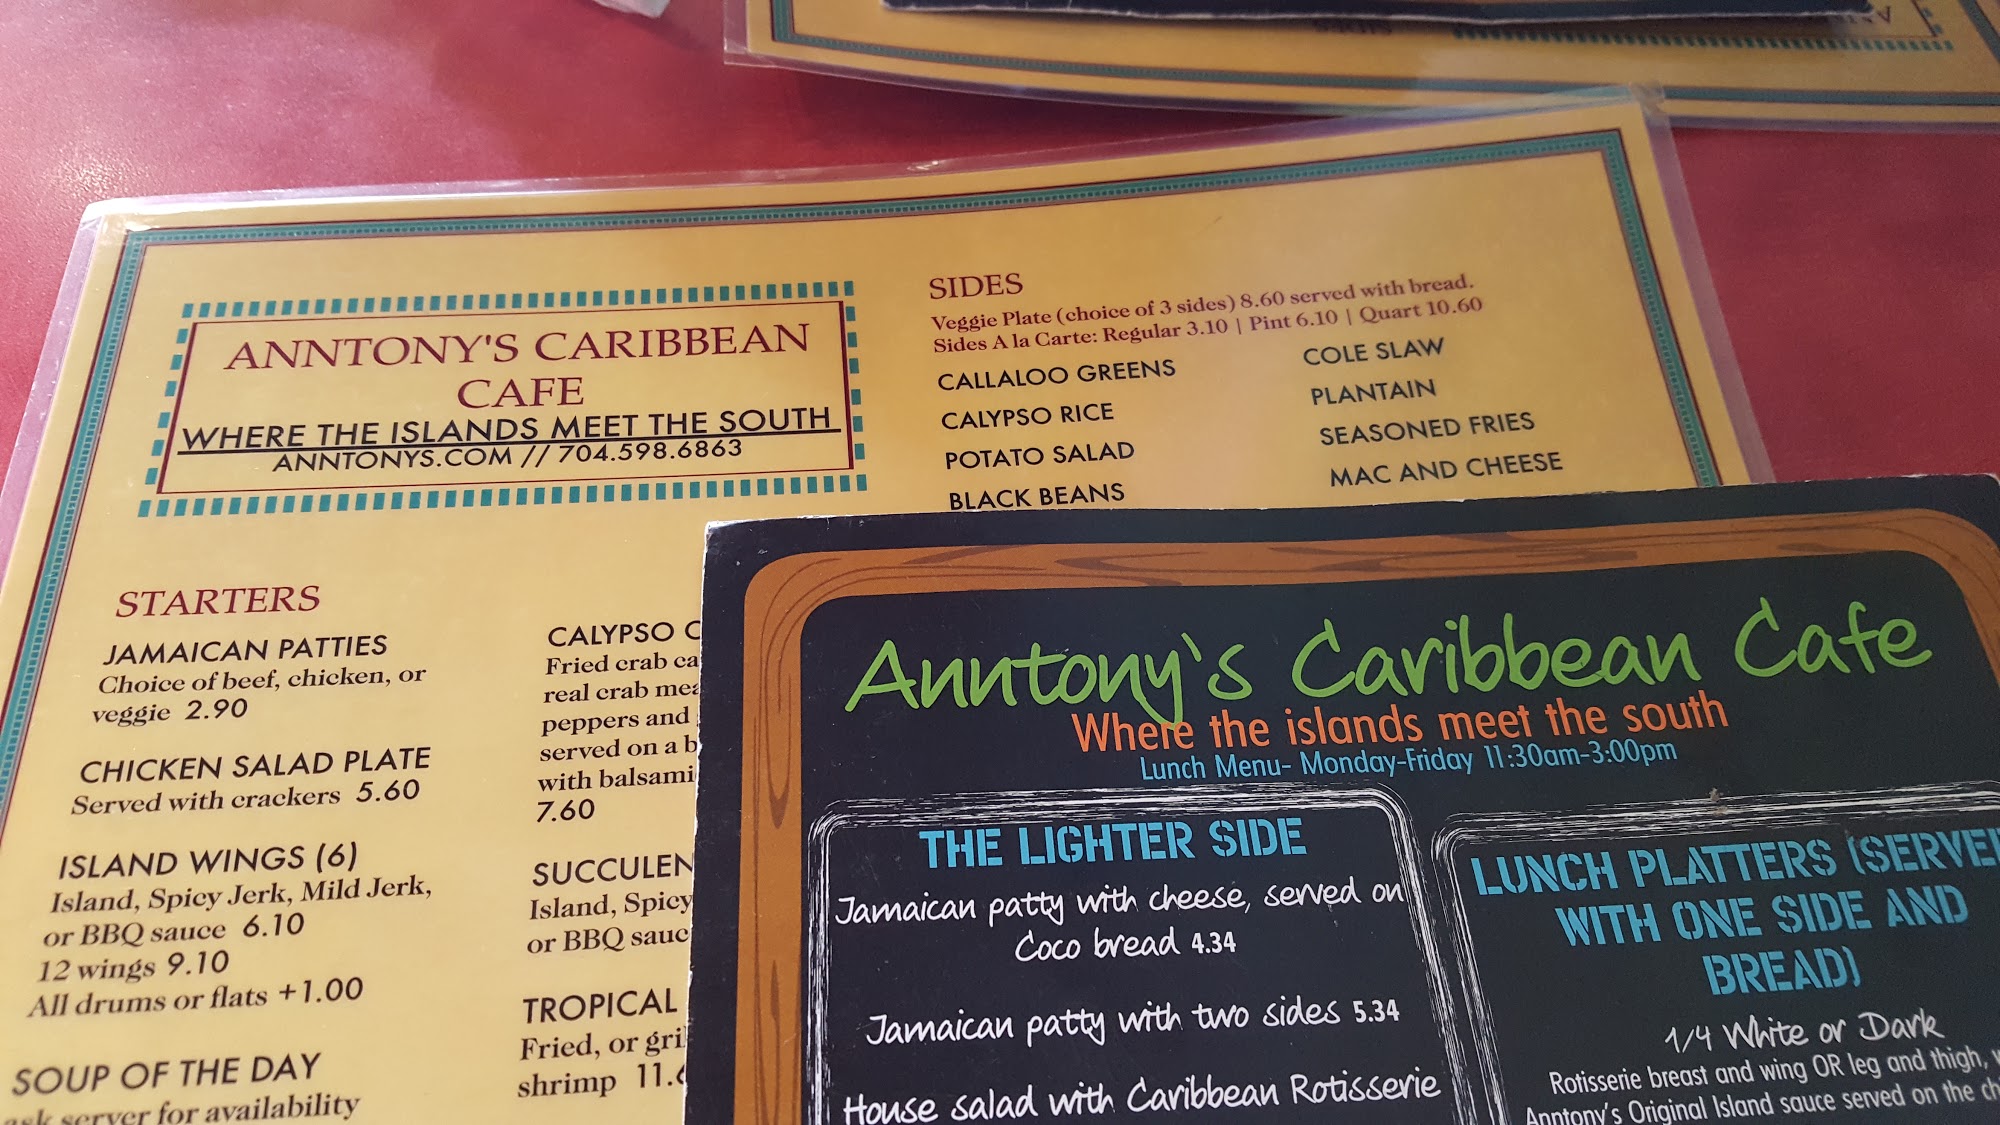 ANNTONY'S CARIBBEAN
CAFE
WHERE THE ISLANDS MEET THE SOUTH
ANNTONYS.COM // 704.598.6863
STARTERS
JAMAICAN PATTIES
Choice of beef, chicken, or
veggie 2.90
CHICKEN SALAD PLATE
Served with crackers 5.60
ISLAND WINGS (6)
Island, Spicy Jerk, Mild Jerk,
or BBQ sauce 6.10
12 wings 9.10
All drums or flats +1.00
SOUP OF THE DAY
ask server for availability
CALYPSO C
Fried crab ca
real crab mea
peppers and
served on a b
with balsami
7.60
SUCCULEN
Island, Spicy
or BBQ sauc
TROPICAL
Fried, or gri
shrimp 11.6
SIDES
Veggie Plate (choice of 3 sides) 8.60 served with bread.
Sides A la Carte: Regular 3.10 | Pint 6.10 | Quart 10.60
CALLALOO GREENS
CALYPSO RICE
POTATO SALAD
BLACK BEANS
COLE SLAW
PLANTAIN
SEASONED FRIES
MAC AND CHEESE
Anntony's Caribbean Cafe
Where the islands meet the south
Lunch Menu- Monday-Friday 11:30am-3:00pm
THE LIGHTER SIDE
Jamaican patty with cheese, served on
Coco bread 4.34
Jamaican patty with two sides 5.34
House salad with Caribbean Rotisserie
LUNCH PLATTERS (SERVE
WITH ONE SIDE AND
BREAD)
1/4 White or Dark
Rotisserie breast and wing OR leg and thigh,
Anntony's Original Island sauce served on the
SIDES